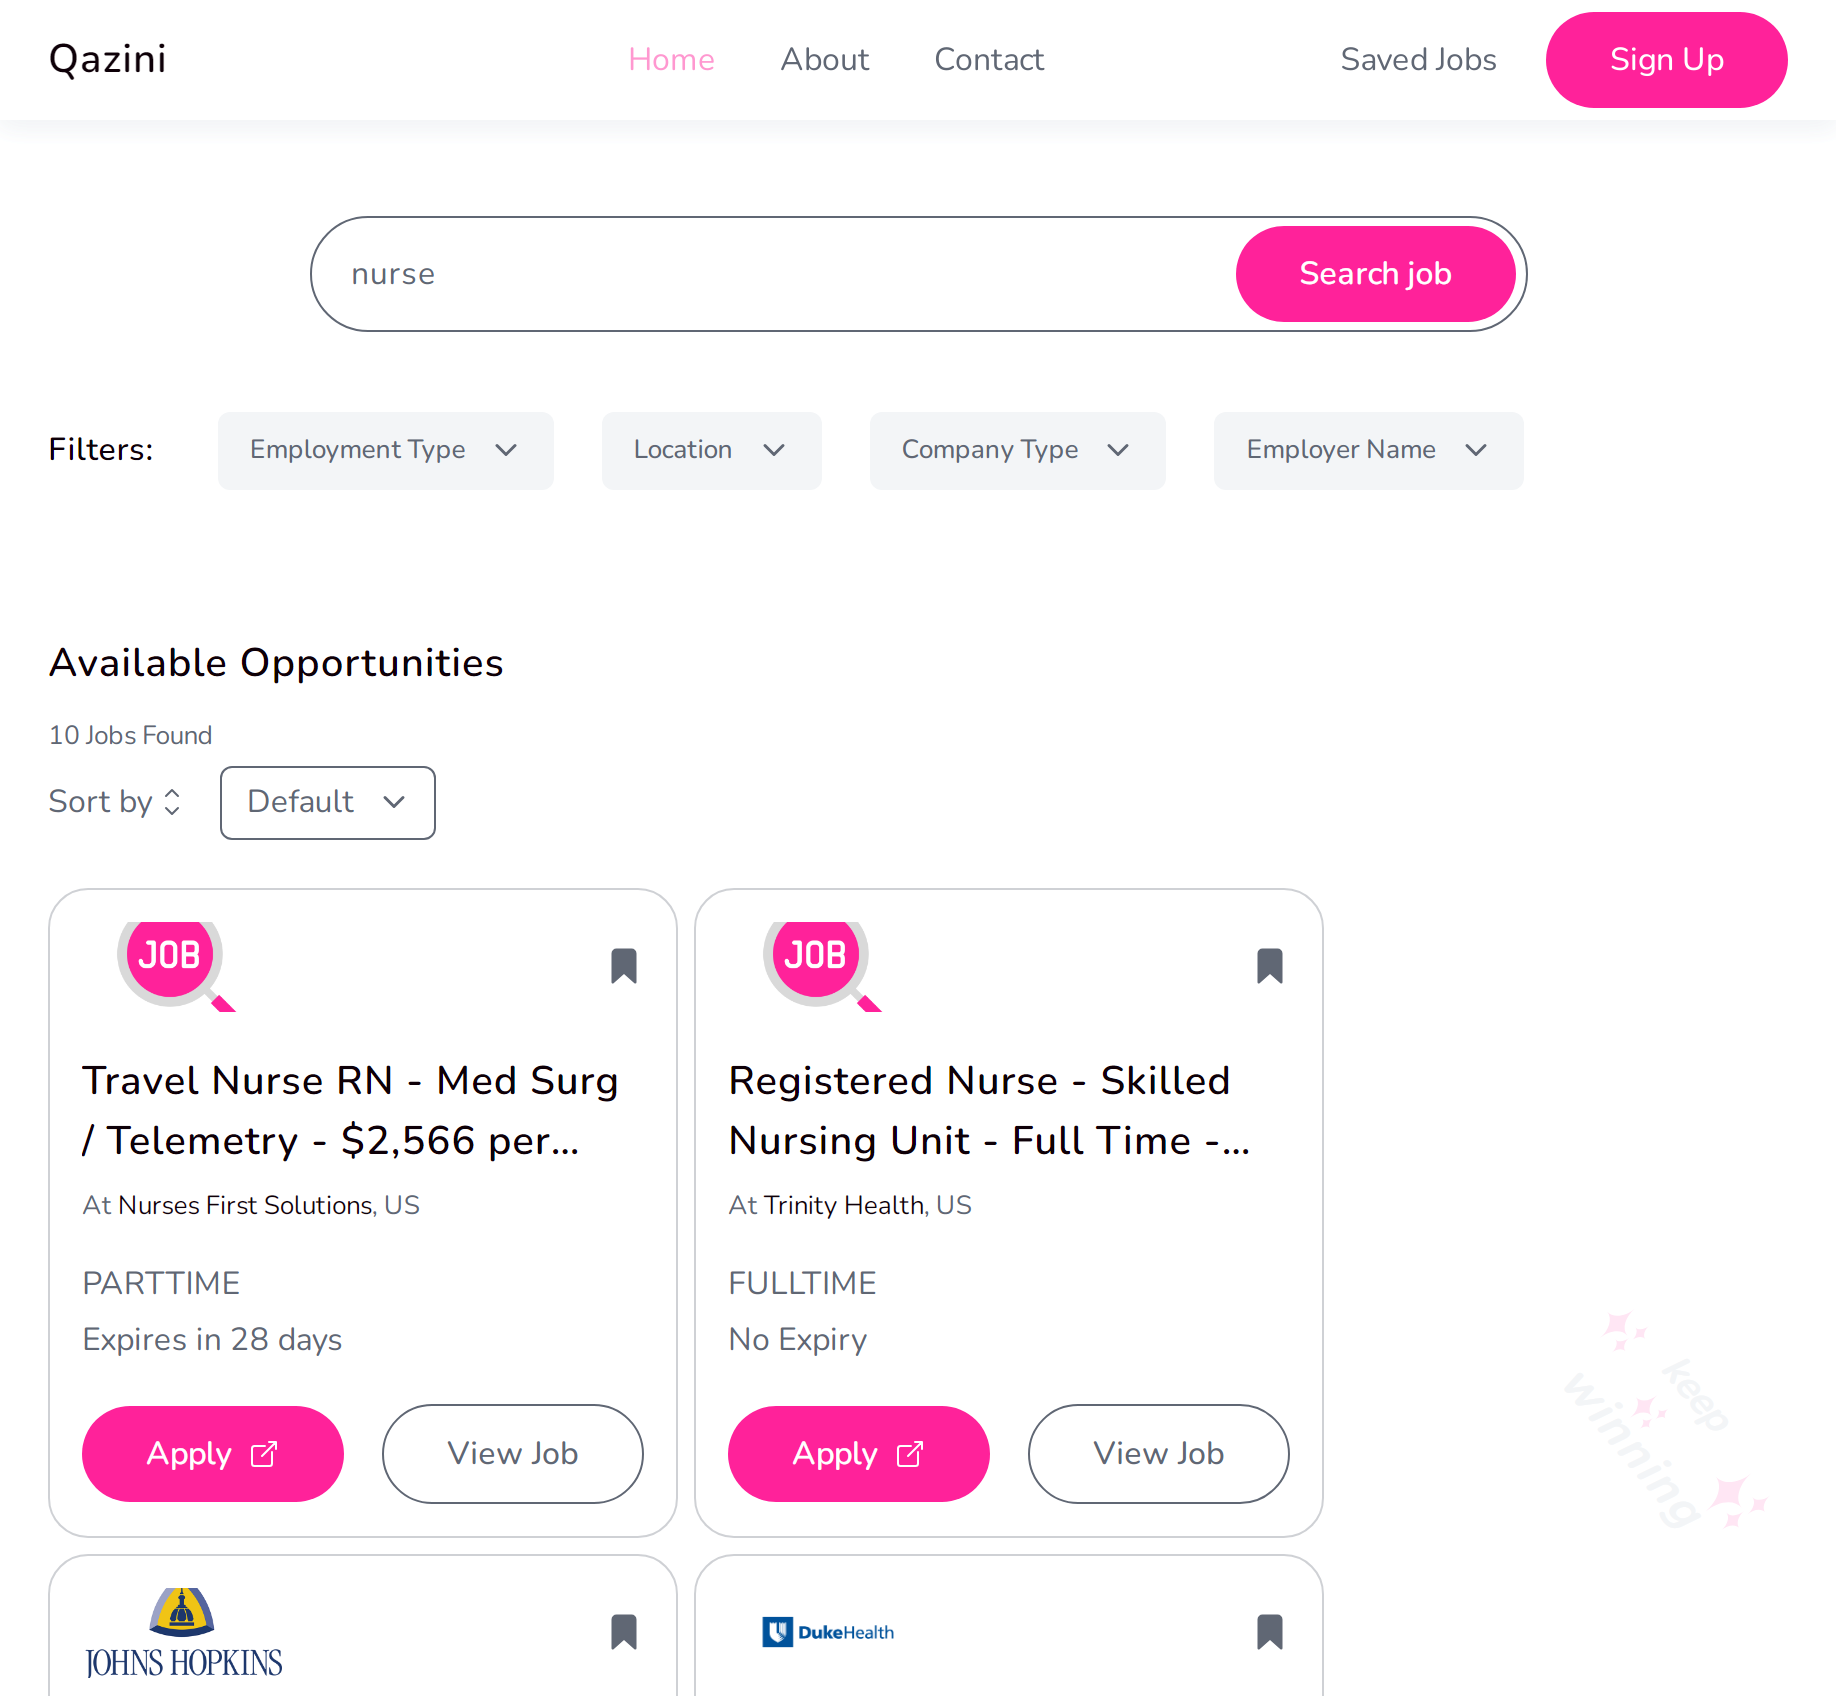 Qazini
Home
About
Contact
Saved Jobs
Sign Up
nurse
Search job
Filters:
Employment Type
Location
Company Type
Employer Name
Available Opportunities
10 Jobs Found
Sort by
Default
JOB
Travel Nurse RN - Med Surg
/ Telemetry - $2,566 per...
At Nurses First Solutions, US
PARTTIME
Expires in 28 days
Apply
View Job
JOB
Registered Nurse - Skilled
Nursing Unit - Full Time -...
At Trinity Health, US
FULLTIME
No Expiry
Apply
View Job
keep
winning
JOHNS HOPKINS
DukeHealth